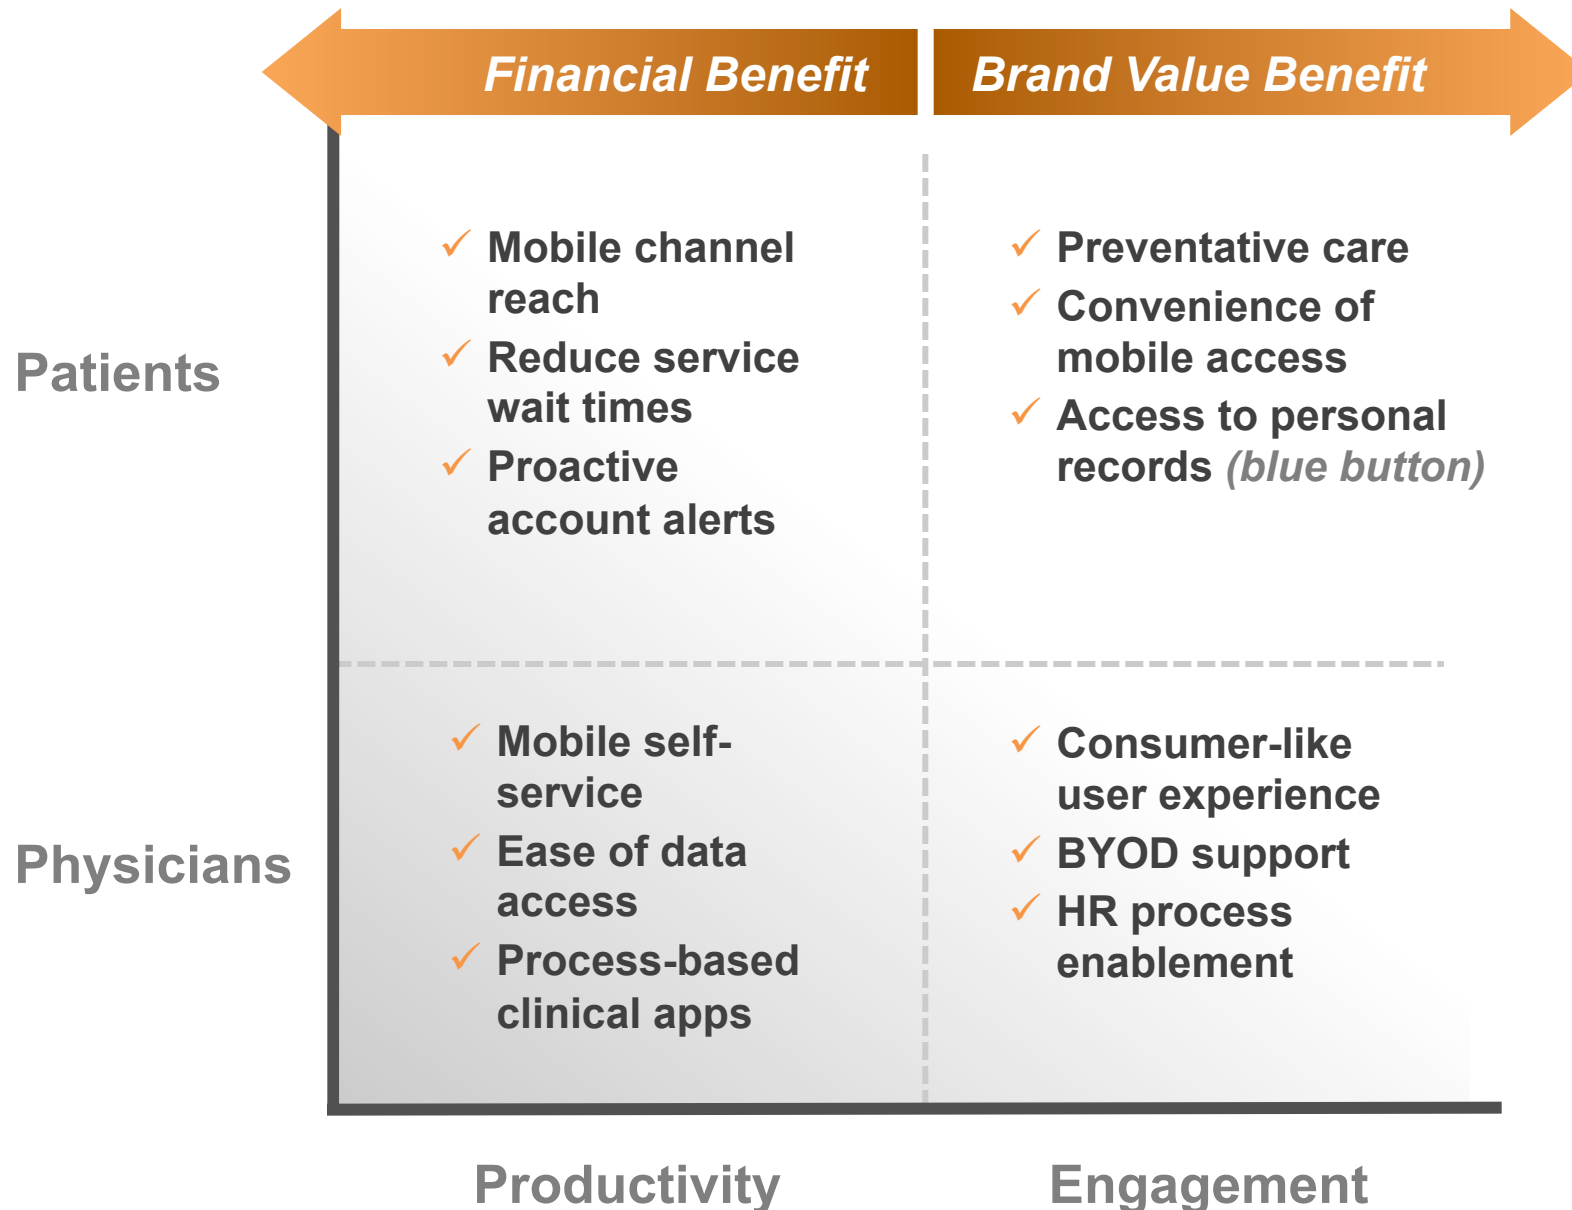 Financial Benefit
Brand Value Benefit
Patients
Mobile channel
reach
Reduce service
wait times
Proactive
account alerts
Preventative care
Convenience of
mobile access
Access to personal
records (blue button)
Physicians
Mobile self-
service
Ease of data
access
Process-based
clinical apps
Consumer-like
user experience
BYOD support
HR process
enablement
Productivity
Engagement